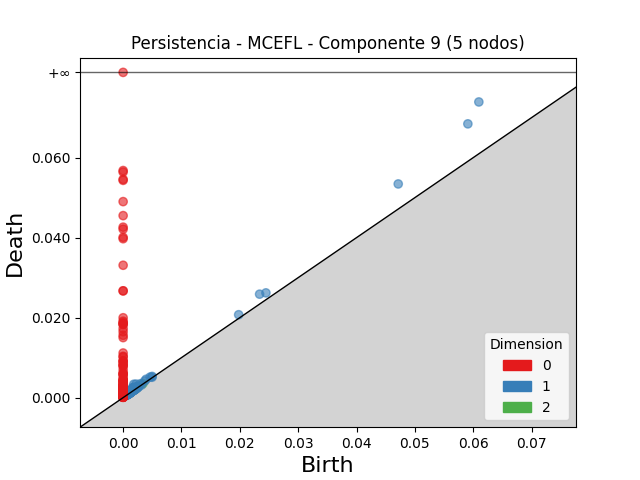 Persistencia - MCEFL - Componente 9 (5 nodos)
+∞
0.060
0.040
0.020
0.000
Death
0.00 0.01 0.02 0.03 0.04 0.05 0.06 0.07
Birth
Dimension
0
1
2